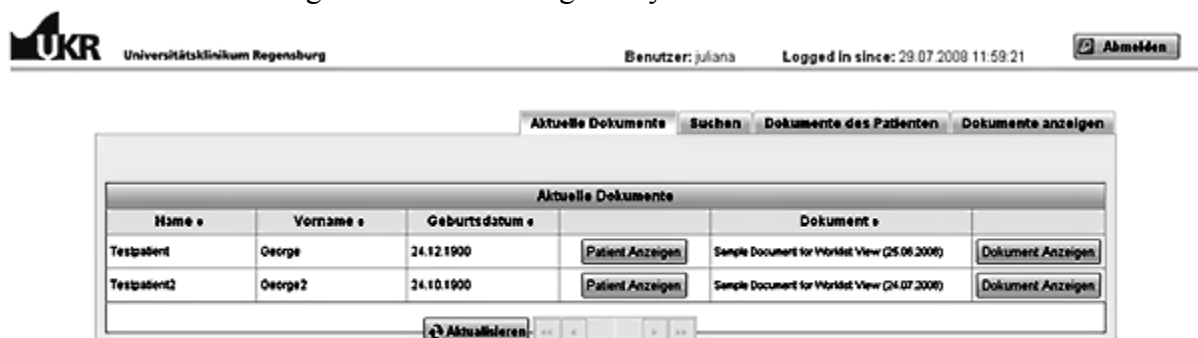 UKR Universitätsklinikum Regensburg Benutzer: juliana Logged in since: 29.07.2008 11:59:21 Abmelden
Aktuelle Dokumente Suchen Dokumente des Patienten Dokumente anzeigen
Aktuelle Dokumente
Name Vorname Geburtsdatum Dokument
Testpatient George 24.12.1900 Patient Anzeigen Sample Document for Worklist View (25.06.2008) Dokument Anzeigen
Testpatient2 George2 24.10.1900 Patient Anzeigen Sample Document for Worklist View (24.07.2008) Dokument Anzeigen
Aktualisieren